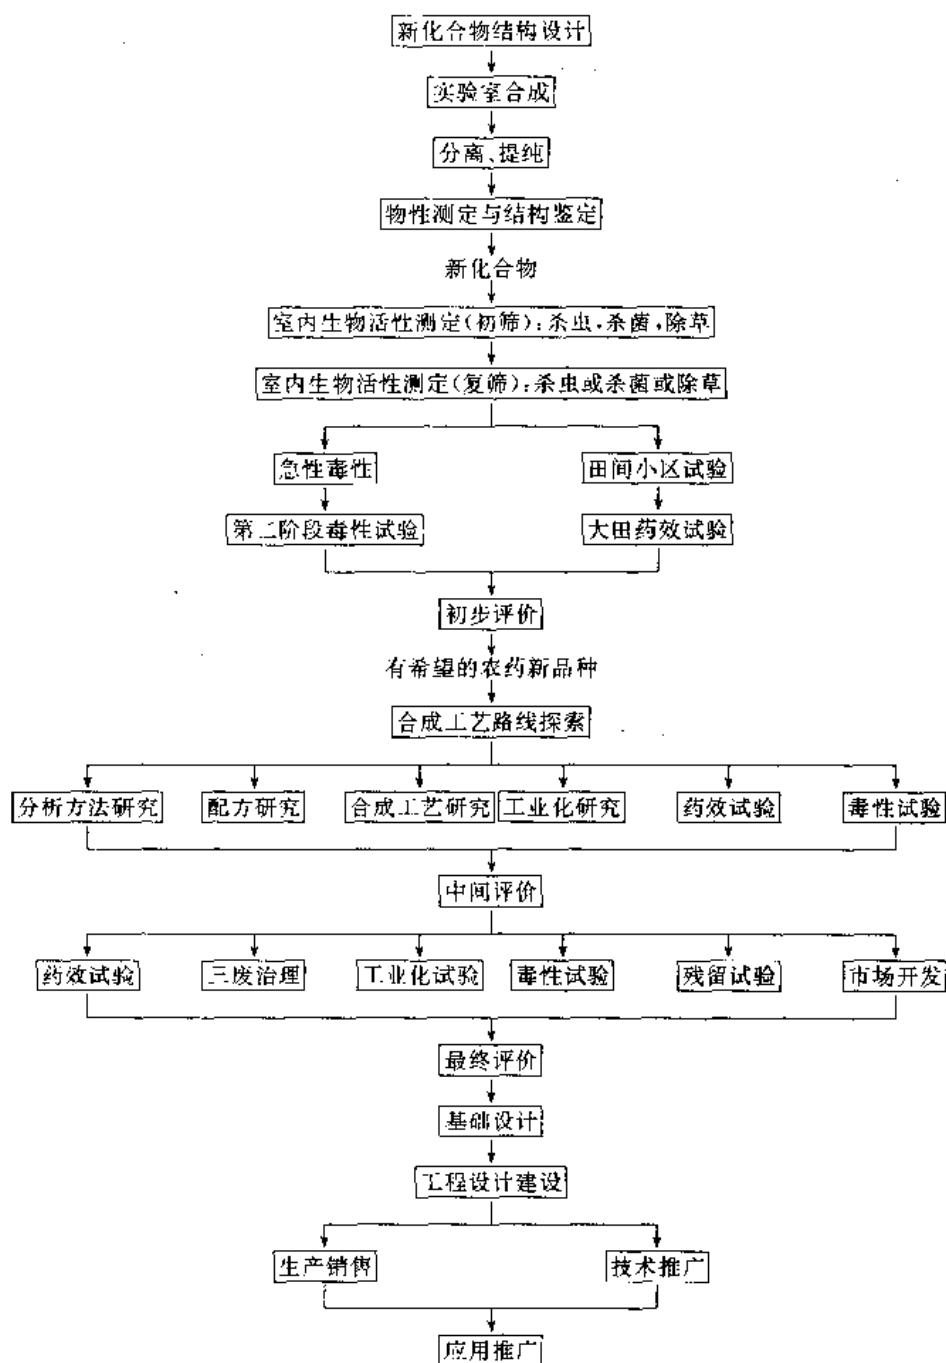 新化合物结构设计
实验室合成
分离、提纯
物性测定与结构鉴定
新化合物
室内生物活性测定(初筛):杀虫,杀菌,除草
室内生物活性测定(复筛):杀虫或杀菌或除草
急性毒性 田间小区试验
第二阶段毒性试验 大田药效试验
初步评价
有希望的农药新品种
合成工艺路线探索
分析方法研究 配方研究 合成工艺研究 工业化研究 药效试验 毒性试验
中间评价
药效试验 三废治理 工业化试验 毒性试验 残留试验 市场开发
最终评价
基础设计
工程设计建设
生产销售 技术推广
应用推广